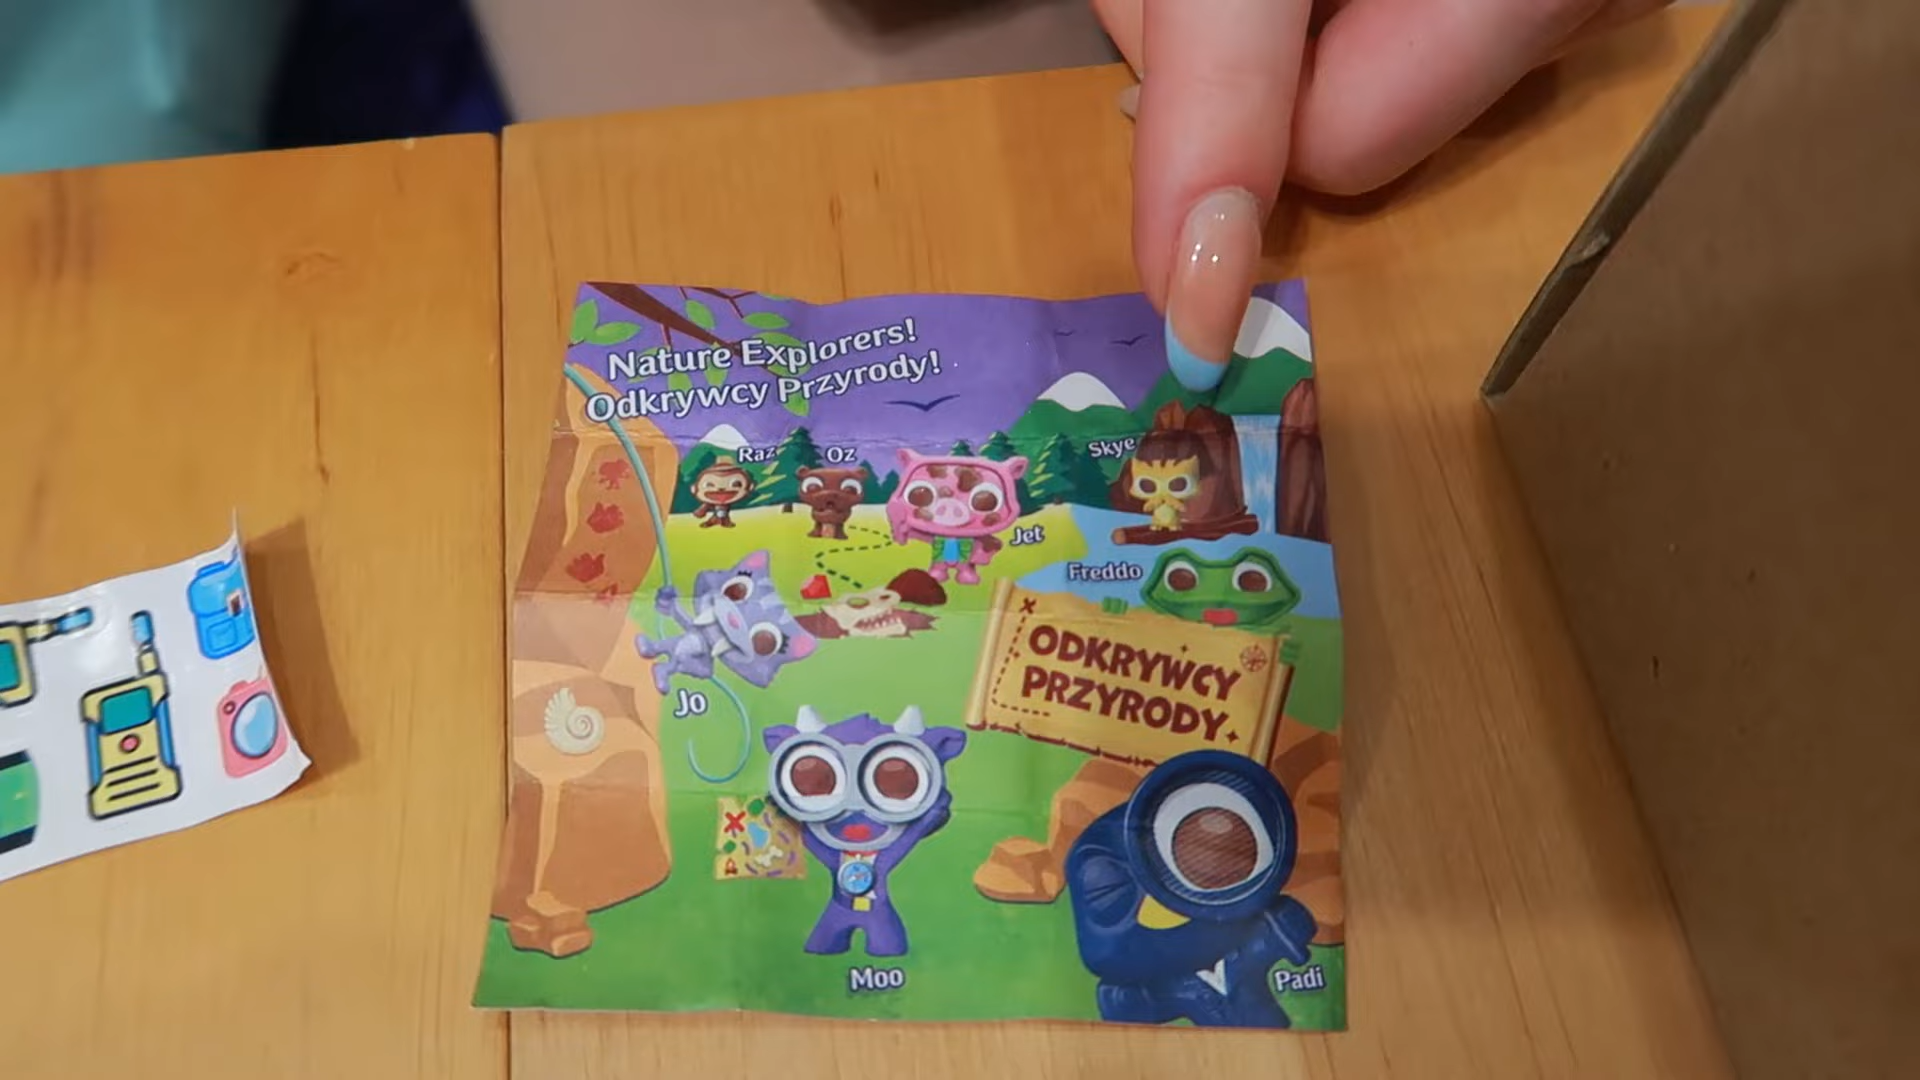 Nature Explorers!
Odkrywcy Przyrody!
Raz
Oz
Skye
Jet
Freddo
ODKRYWCY
PRZYRODY
Jo
Moo
Padi